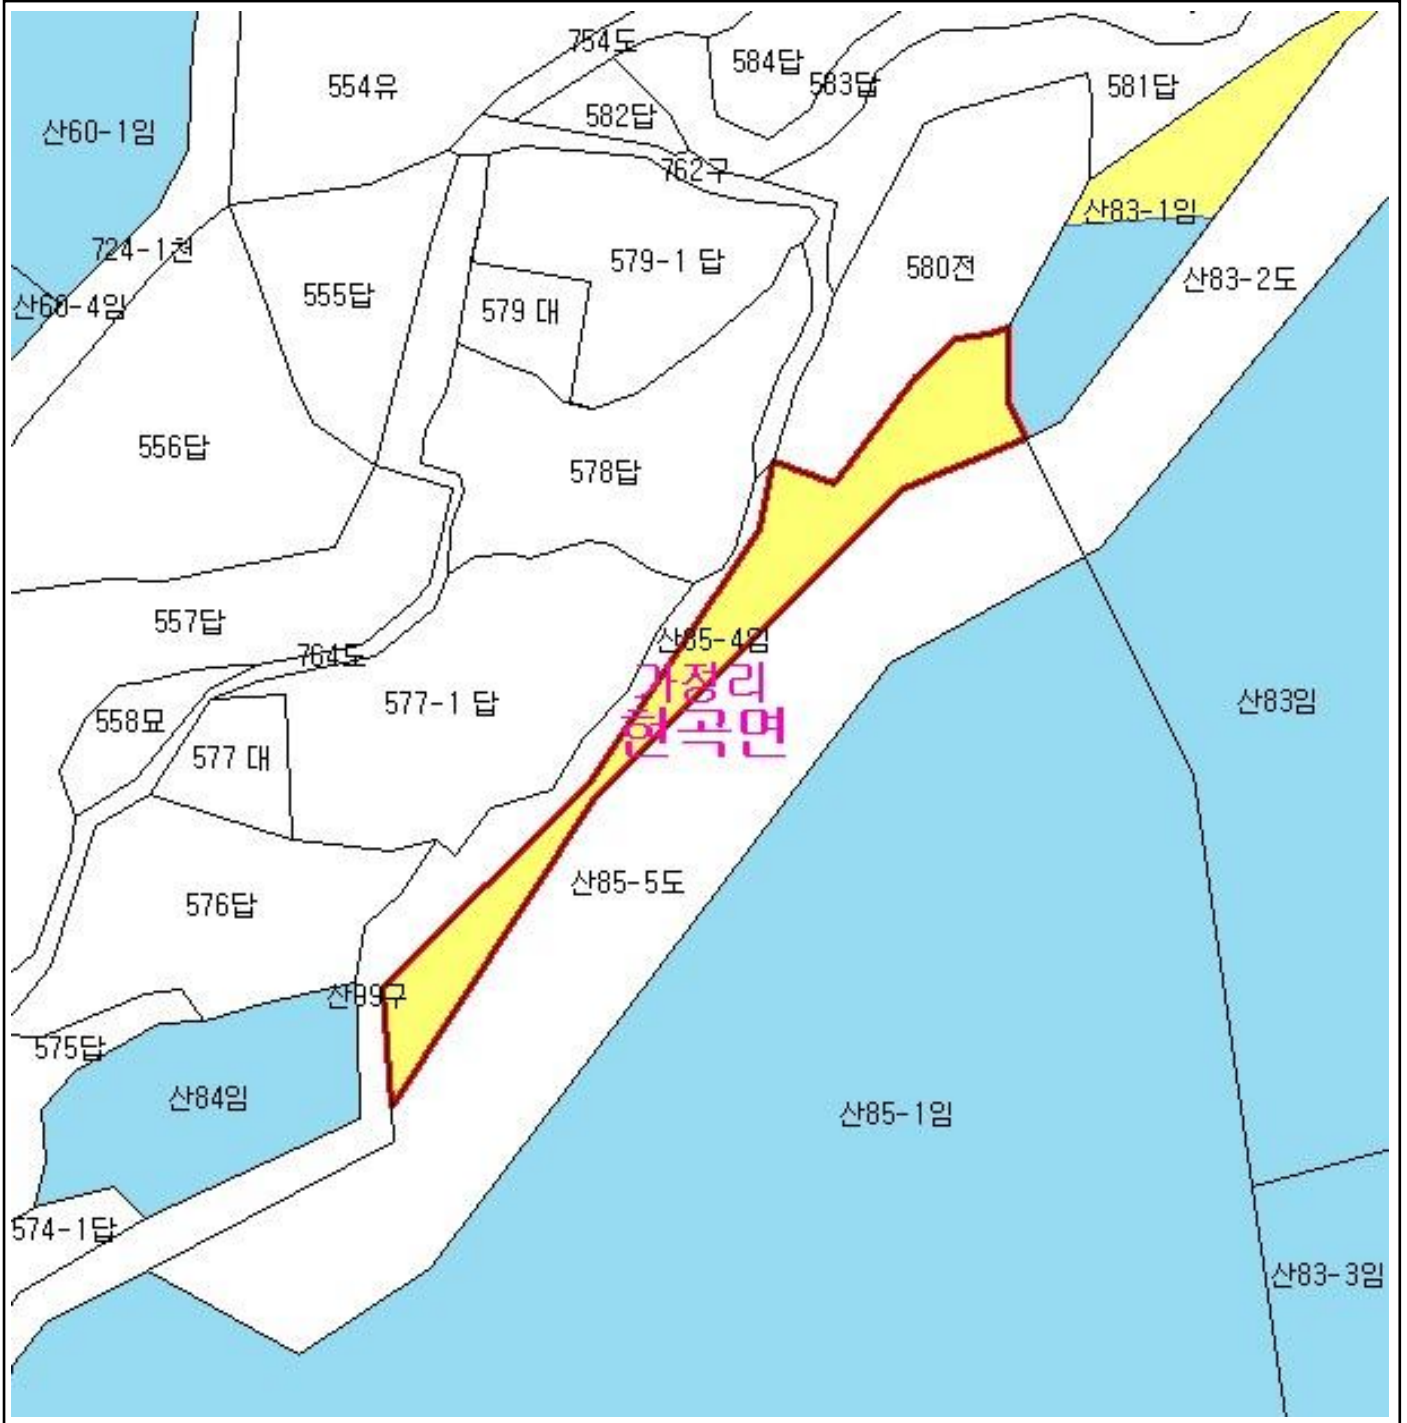 754도
584답
583답
581답
554유
582답
산60-1임
762구
산83-1임
724-1천
579-1 답
580전
산83-2도
555답
산60-4임
579 대
556답
578답
557답
산85-4임
764도
가정리
현곡면
산83임
577-1 답
558묘
577 대
산85-5도
576답
산99구
575답
산84임
산85-1임
574-1답
산83-3임